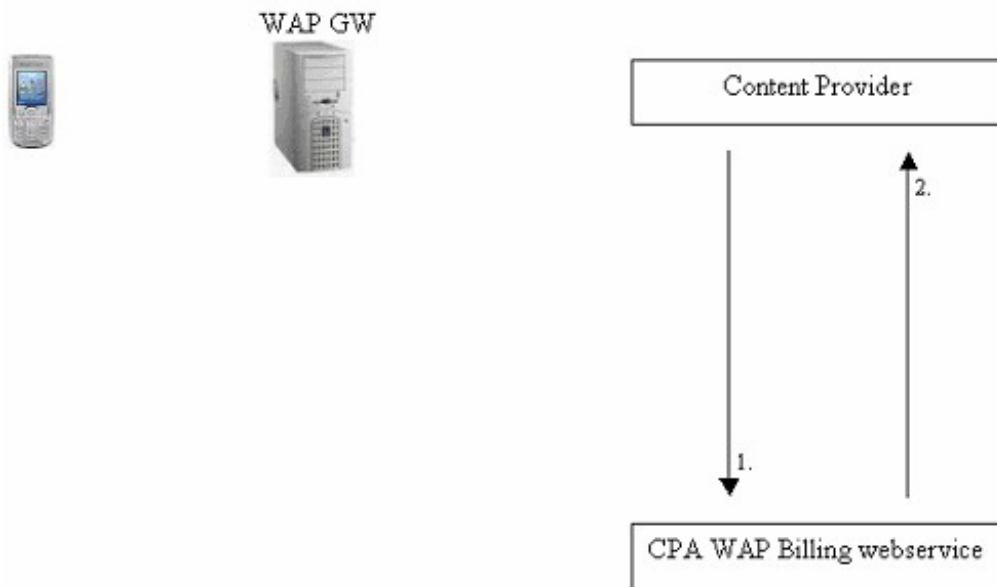 WAP GW
Content Provider
2.
1.
CPA WAP Billing webservice